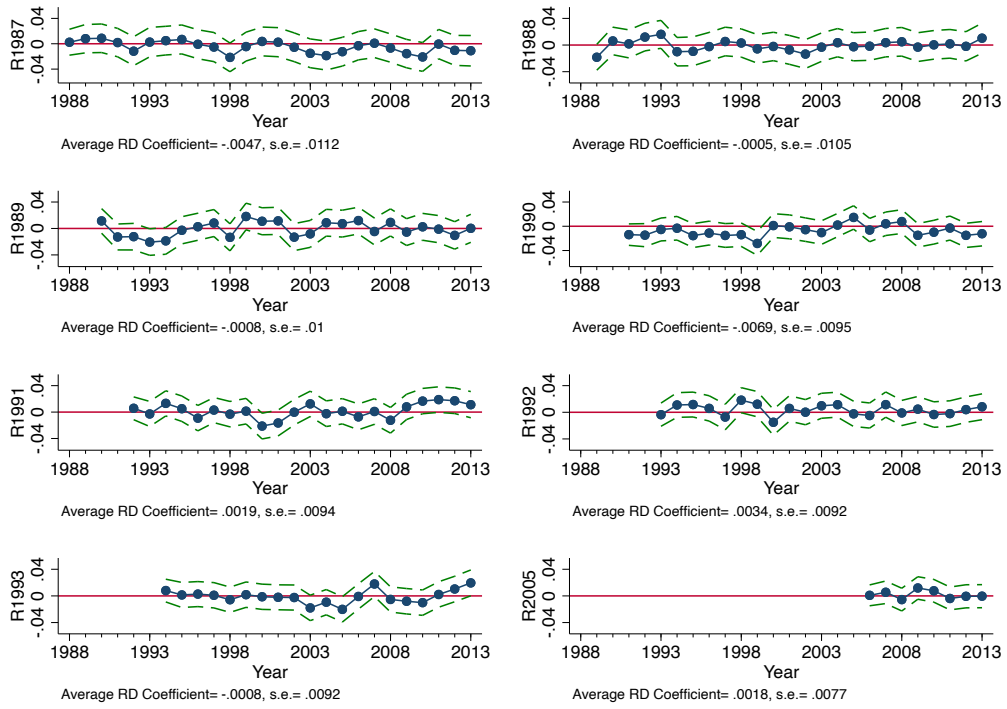 R1987
.04
0
-.04
1988 1993 1998 2003 2008 2013
Year
Average RD Coefficient= -.0047, s.e.= .0112
R1988
.04
0
-.04
1988 1993 1998 2003 2008 2013
Year
Average RD Coefficient= -.0005, s.e.= .0105
R1989
.04
0
-.04
1988 1993 1998 2003 2008 2013
Year
Average RD Coefficient= -.0008, s.e.= .01
R1990
.04
0
-.04
1988 1993 1998 2003 2008 2013
Year
Average RD Coefficient= -.0069, s.e.= .0095
R1991
.04
0
-.04
1988 1993 1998 2003 2008 2013
Year
Average RD Coefficient= .0019, s.e.= .0094
R1992
.04
0
-.04
1988 1993 1998 2003 2008 2013
Year
Average RD Coefficient= .0034, s.e.= .0092
R1993
.04
0
-.04
1988 1993 1998 2003 2008 2013
Year
Average RD Coefficient= -.0008, s.e.= .0092
R2005
.04
0
-.04
1988 1993 1998 2003 2008 2013
Year
Average RD Coefficient= .0018, s.e.= .0077